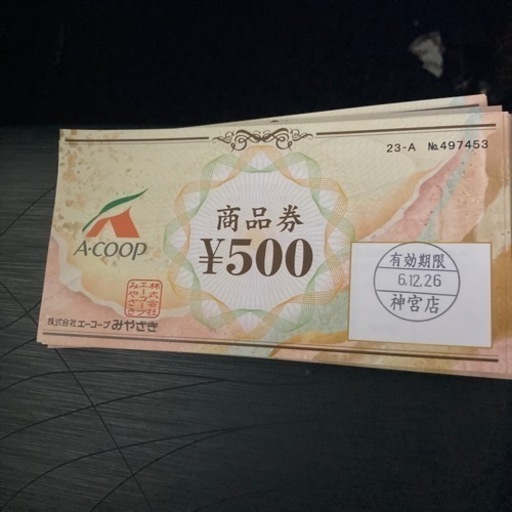 23-A №497453
A·COOP
商品券
¥500
有効期限
6.12.26
神宮店
株式会社
エーコープ
みやざき
株式会社 エーコープ みやざき